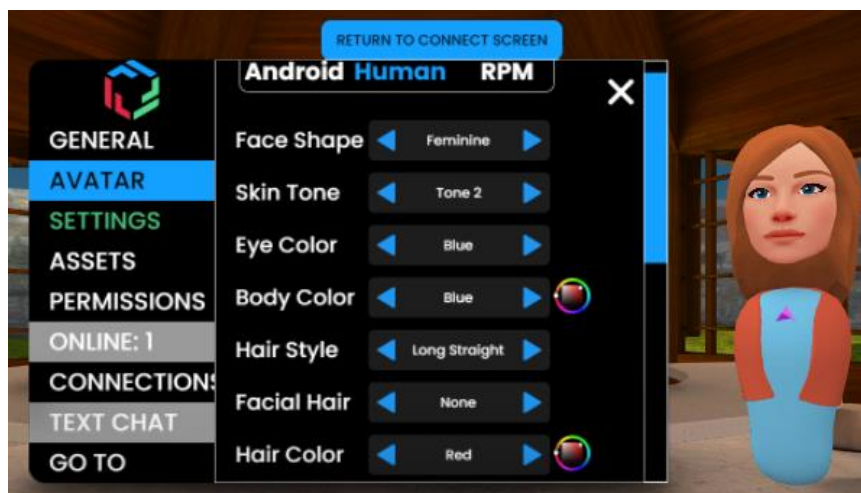 RETURN TO CONNECT SCREEN
Android Human RPM
GENERAL
AVATAR
SETTINGS
ASSETS
PERMISSIONS
ONLINE: 1
CONNECTIONS
TEXT CHAT
GO TO
Face Shape Feminine
Skin Tone Tone 2
Eye Color Blue
Body Color Blue
Hair Style Long Straight
Facial Hair None
Hair Color Red